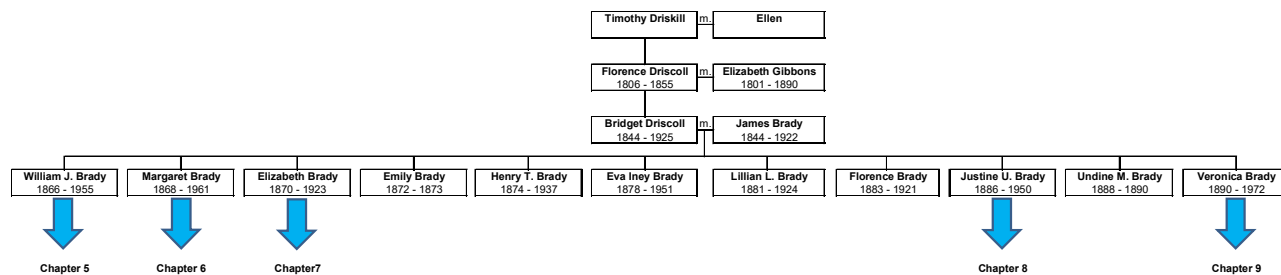 Timothy Driskill m. Ellen
Florence Driscoll m. Elizabeth Gibbons
1806 - 1855 1801 - 1890
Bridget Driscoll m. James Brady
1844 - 1925 1844 - 1922
William J. Brady Margaret Brady Elizabeth Brady Emily Brady Henry T. Brady Eva Iney Brady Lillian L. Brady Florence Brady Justine U. Brady Undine M. Brady Veronica Brady
1866 - 1955 1868 - 1961 1870 - 1923 1872 - 1873 1874 - 1937 1878 - 1951 1881 - 1924 1883 - 1921 1886 - 1950 1888 - 1890 1890 - 1972
Chapter 5 Chapter 6 Chapter7 Chapter 8 Chapter 9